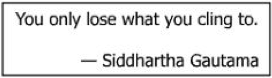 You only lose what you cling to.
— Siddhartha Gautama